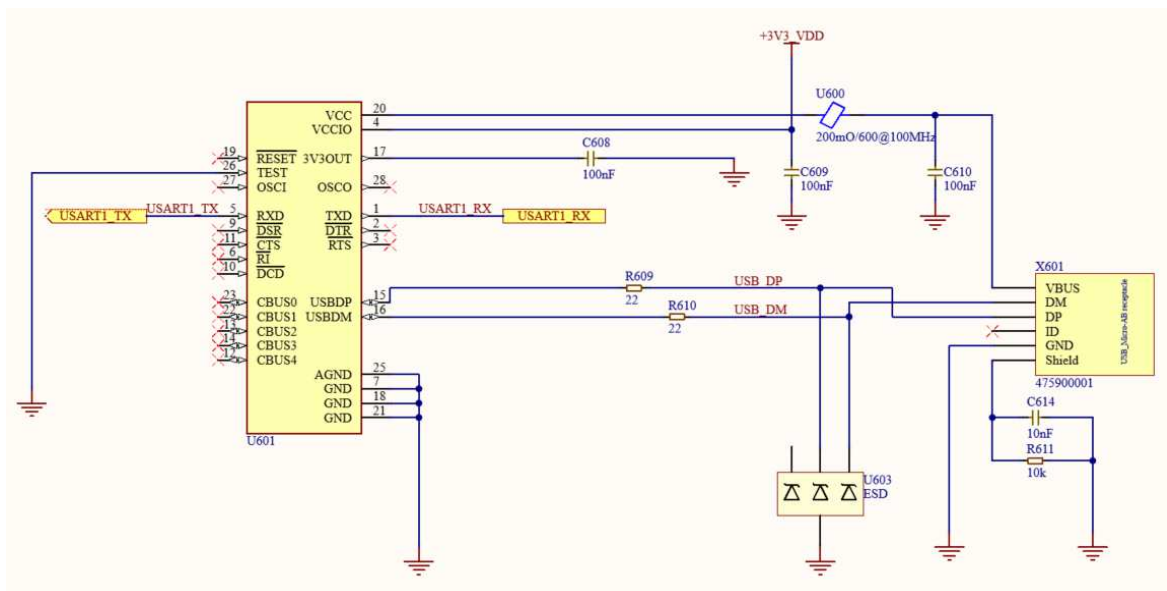 +3V3_VDD
U600
200mO/600@100MHz
VCC 20
VCCIO 4
19 RESET 3V3OUT 17
C608
100nF
C609
100nF
C610
100nF
26 TEST
27 OSCI OSCO 28
USART1_TX USART1_TX 5 RXD TXD 1 USART1_RX USART1_RX
9 DSR DTR 2
11 CTS RTS 3
6 RI
10 DCD
23 CBUS0 USBDP 15
22 CBUS1 USBDM 16
13 CBUS2
14 CBUS3
12 CBUS4
R609
22
USB_DP
R610
22
USB_DM
AGND 25
GND 7
GND 18
GND 21
U601
X601
VBUS
DM
DP
ID
GND
Shield
USB_Micro-AB receptacle
475900001
C614
10nF
R611
10k
U603
ESD